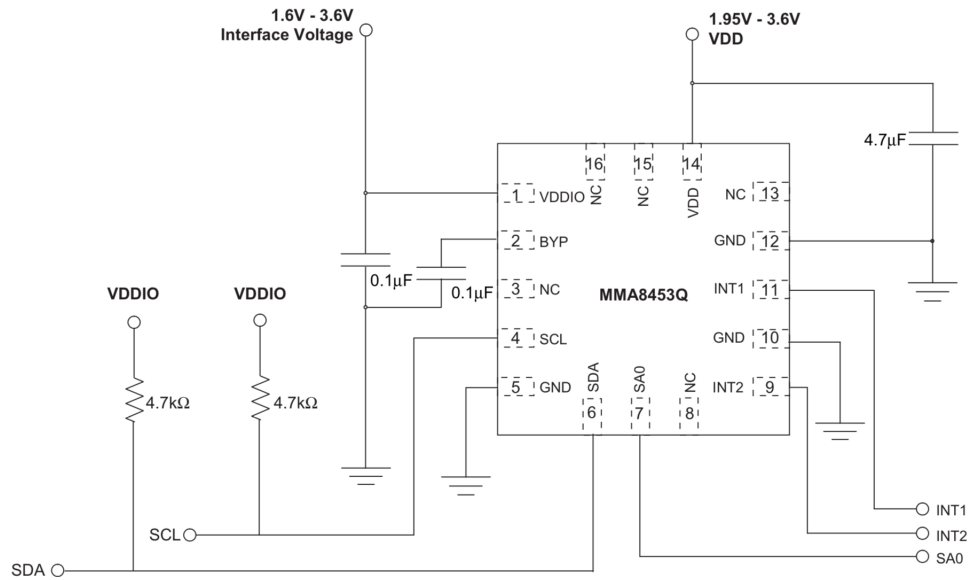 1.6V - 3.6V
Interface Voltage
1.95V - 3.6V
VDD
4.7μF
16
NC
15
NC
14
VDD
1
VDDIO
NC
13
2
BYP
GND
12
0.1μF
0.1μF
3
NC
MMA8453Q
INT1
11
VDDIO
VDDIO
4
SCL
GND
10
5
GND
SDA
6
SA0
7
NC
8
INT2
9
4.7kΩ
4.7kΩ
INT1
SCL
INT2
SA0
SDA